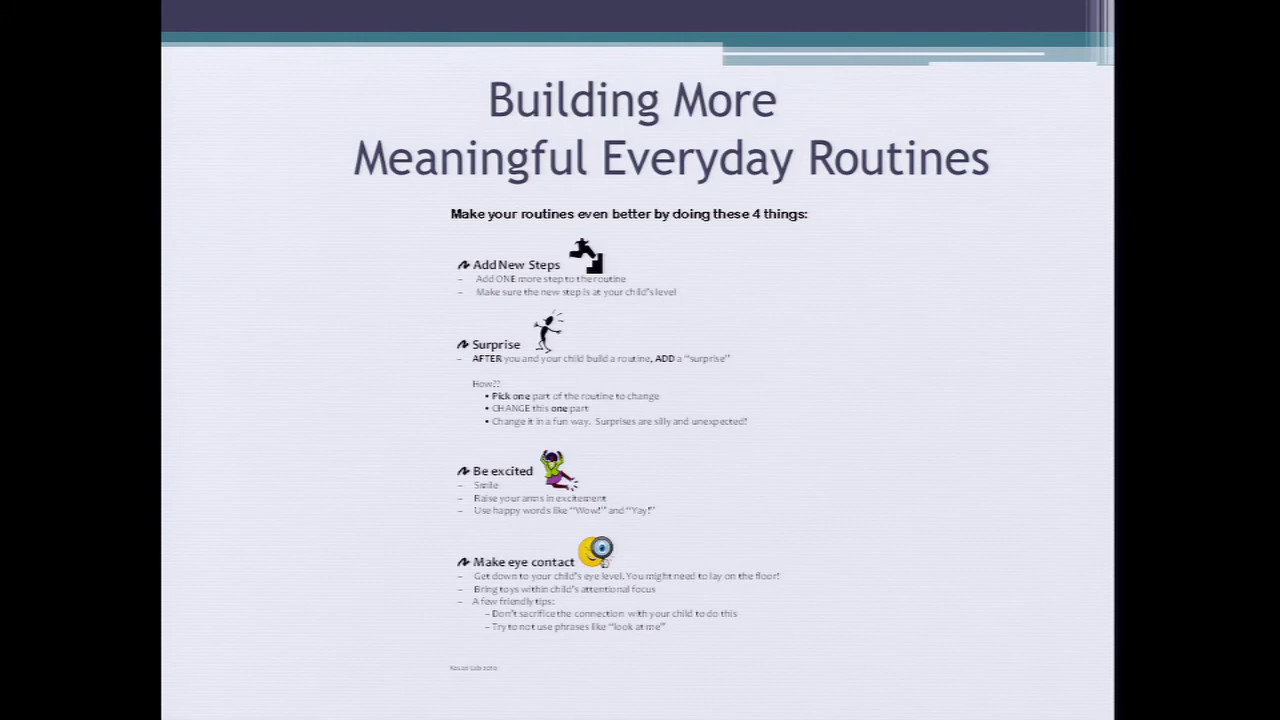 Building More
Meaningful Everyday Routines
Make your routines even better by doing these 4 things:
Add New Steps
– Add ONE more step to the routine
– Make sure the new step is at your child's level
Surprise
– AFTER you and your child build a routine, ADD a "surprise"
How??
• Pick one part of the routine to change
• CHANGE this one part
• Change it in a fun way. Surprises are silly and unexpected!
Be excited
– Smile
– Raise your arms in excitement
– Use happy words like "Wow!" and "Yay!"
Make eye contact
– Get down to your child's eye level. You might need to lay on the floor!
– Bring toys within child's attentional focus
– A few friendly tips:
– Don't sacrifice the connection with your child to do this
– Try to not use phrases like "look at me"